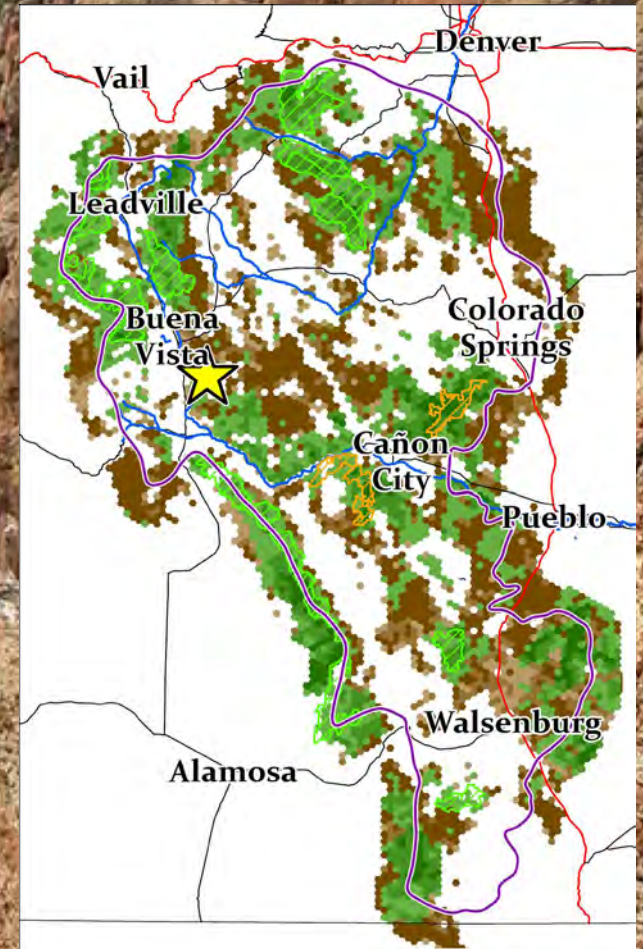 Denver
Vail
Leadville
Buena
Vista
Colorado
Springs
Cañon
City
Pueblo
Walsenburg
Alamosa